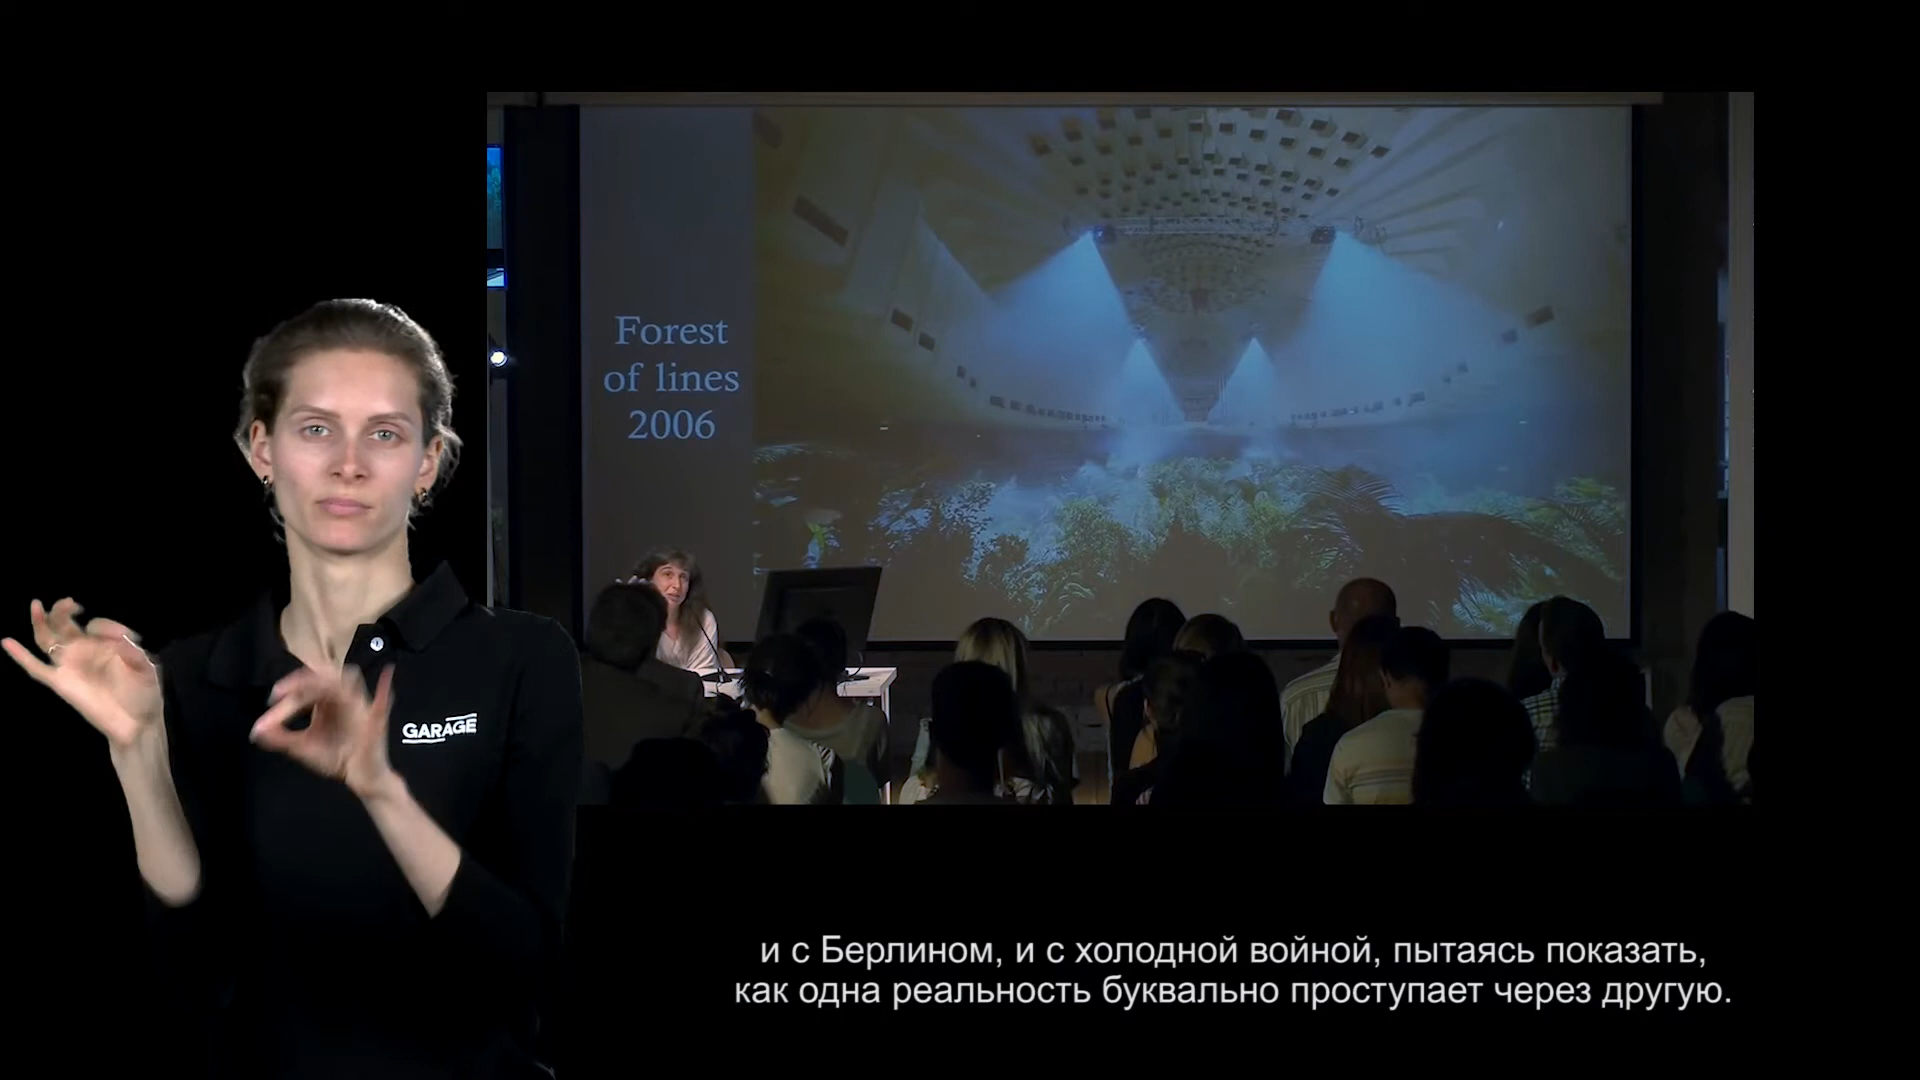 Forest
of lines
2006
GARAGE
и с Берлином, и с холодной войной, пытаясь показать,
как одна реальность буквально проступает через другую.